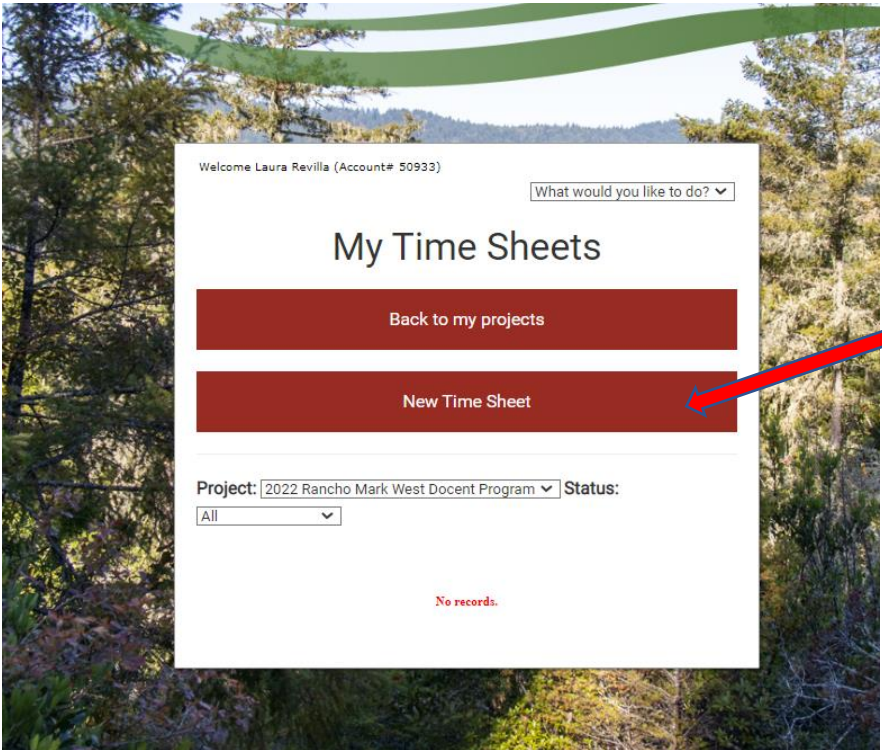 Welcome Laura Revilla (Account# 50933)
What would you like to do?
My Time Sheets
Back to my projects
New Time Sheet
Project: 2022 Rancho Mark West Docent Program Status:
All
No records.